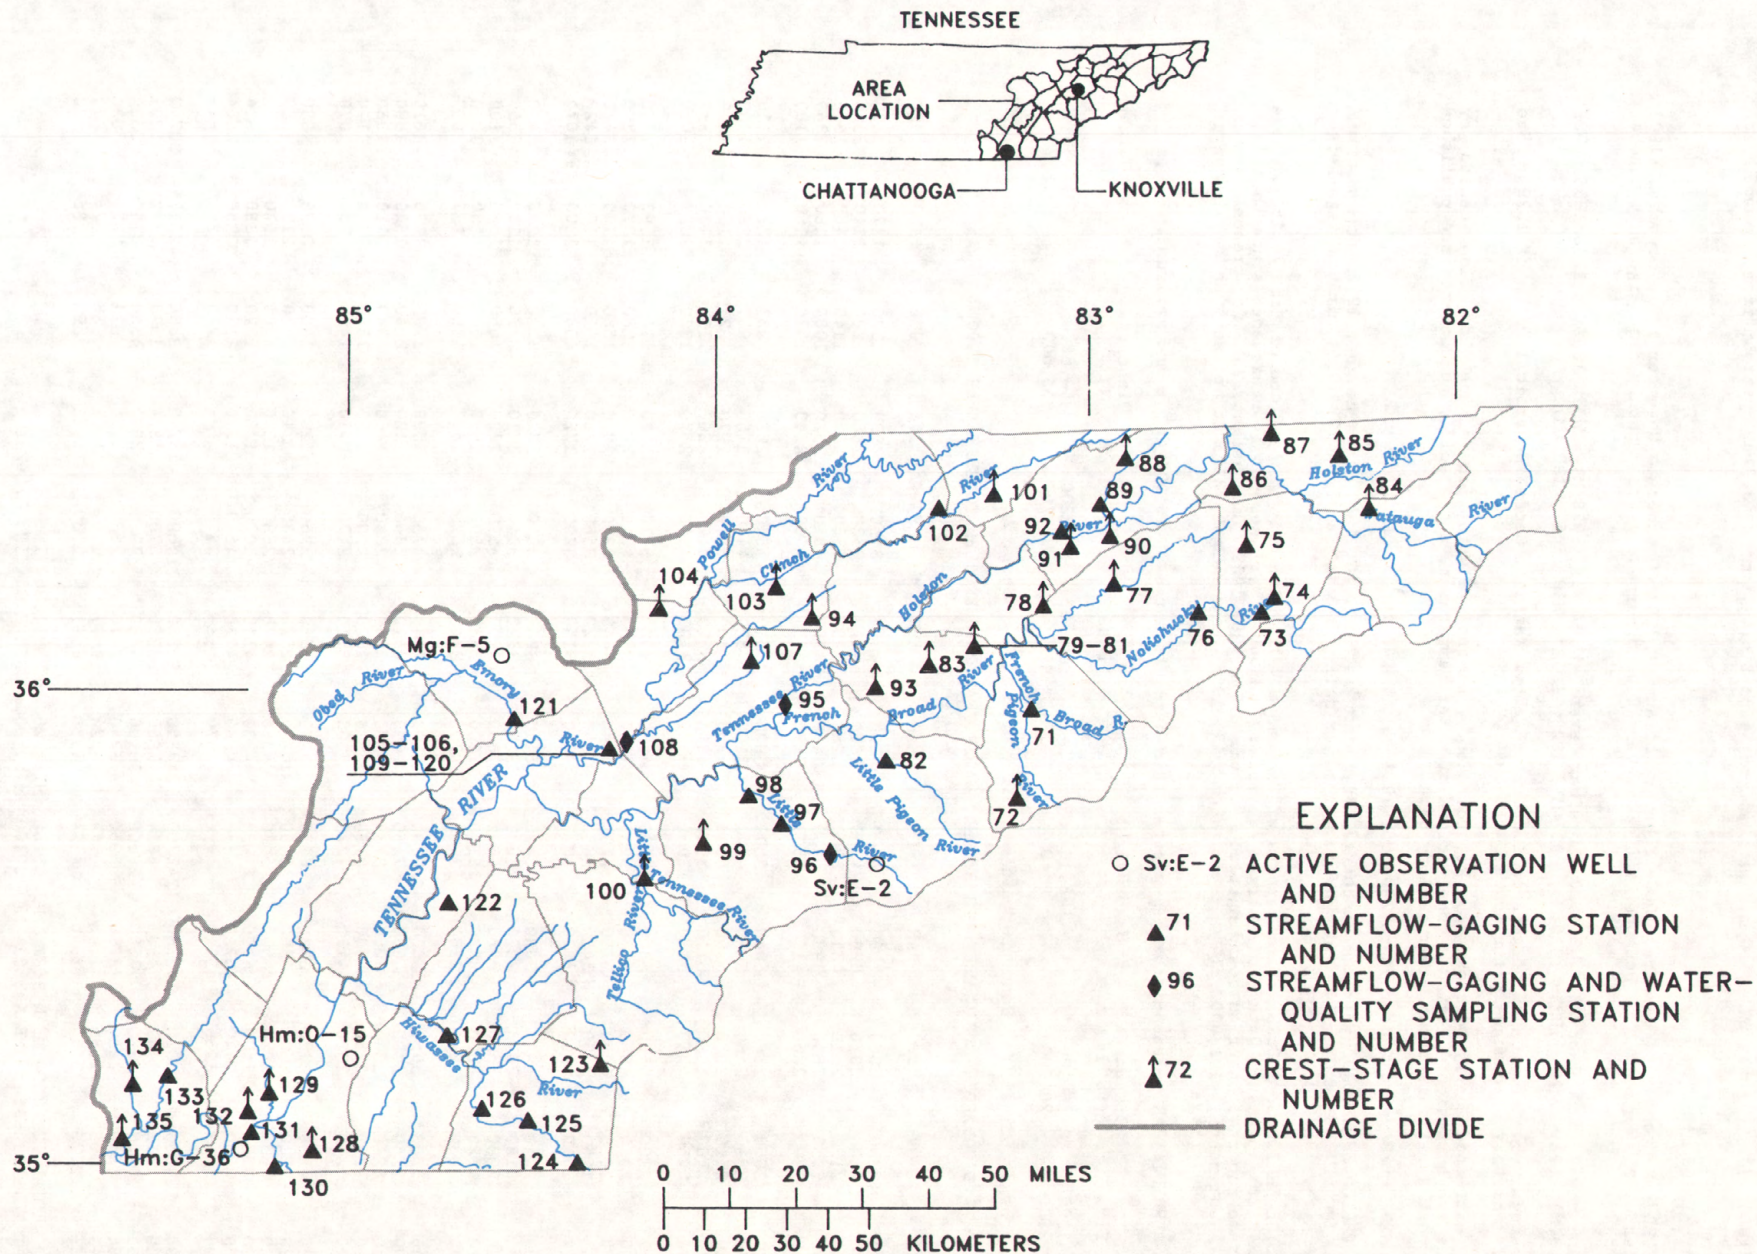 TENNESSEE
AREA
LOCATION
CHATTANOOGA
KNOXVILLE
85°
84°
83°
82°
36°
35°
87
85
Holston River
88
86
84
River
River
101
89
Watauga
River
102
92
River
90
75
91
Powell
Clinch
104
103
Holston
77
74
78
94
River
76
73
Nolichucky
79-81
Mg:F-5
107
83
French
Emory
Tennessee River
River
93
Obed River
95
Broad
Pigeon
Broad R.
121
French
71
105-106,
109-120
River
108
82
TENNESSEE RIVER
98
Little Pigeon River
River
72
Little
97
99
96
River
Sv:E-2
Little
Tennessee River
100
122
Tellico River
Hm:O-15
Hiwassee
127
134
123
River
129
133
132
126
125
135
131
128
Hm:G-36
124
130
EXPLANATION
Sv:E-2 ACTIVE OBSERVATION WELL
AND NUMBER
71 STREAMFLOW-GAGING STATION
AND NUMBER
96 STREAMFLOW-GAGING AND WATER-
QUALITY SAMPLING STATION
AND NUMBER
72 CREST-STAGE STATION AND
NUMBER
DRAINAGE DIVIDE
0 10 20 30 40 50 MILES
0 10 20 30 40 50 KILOMETERS